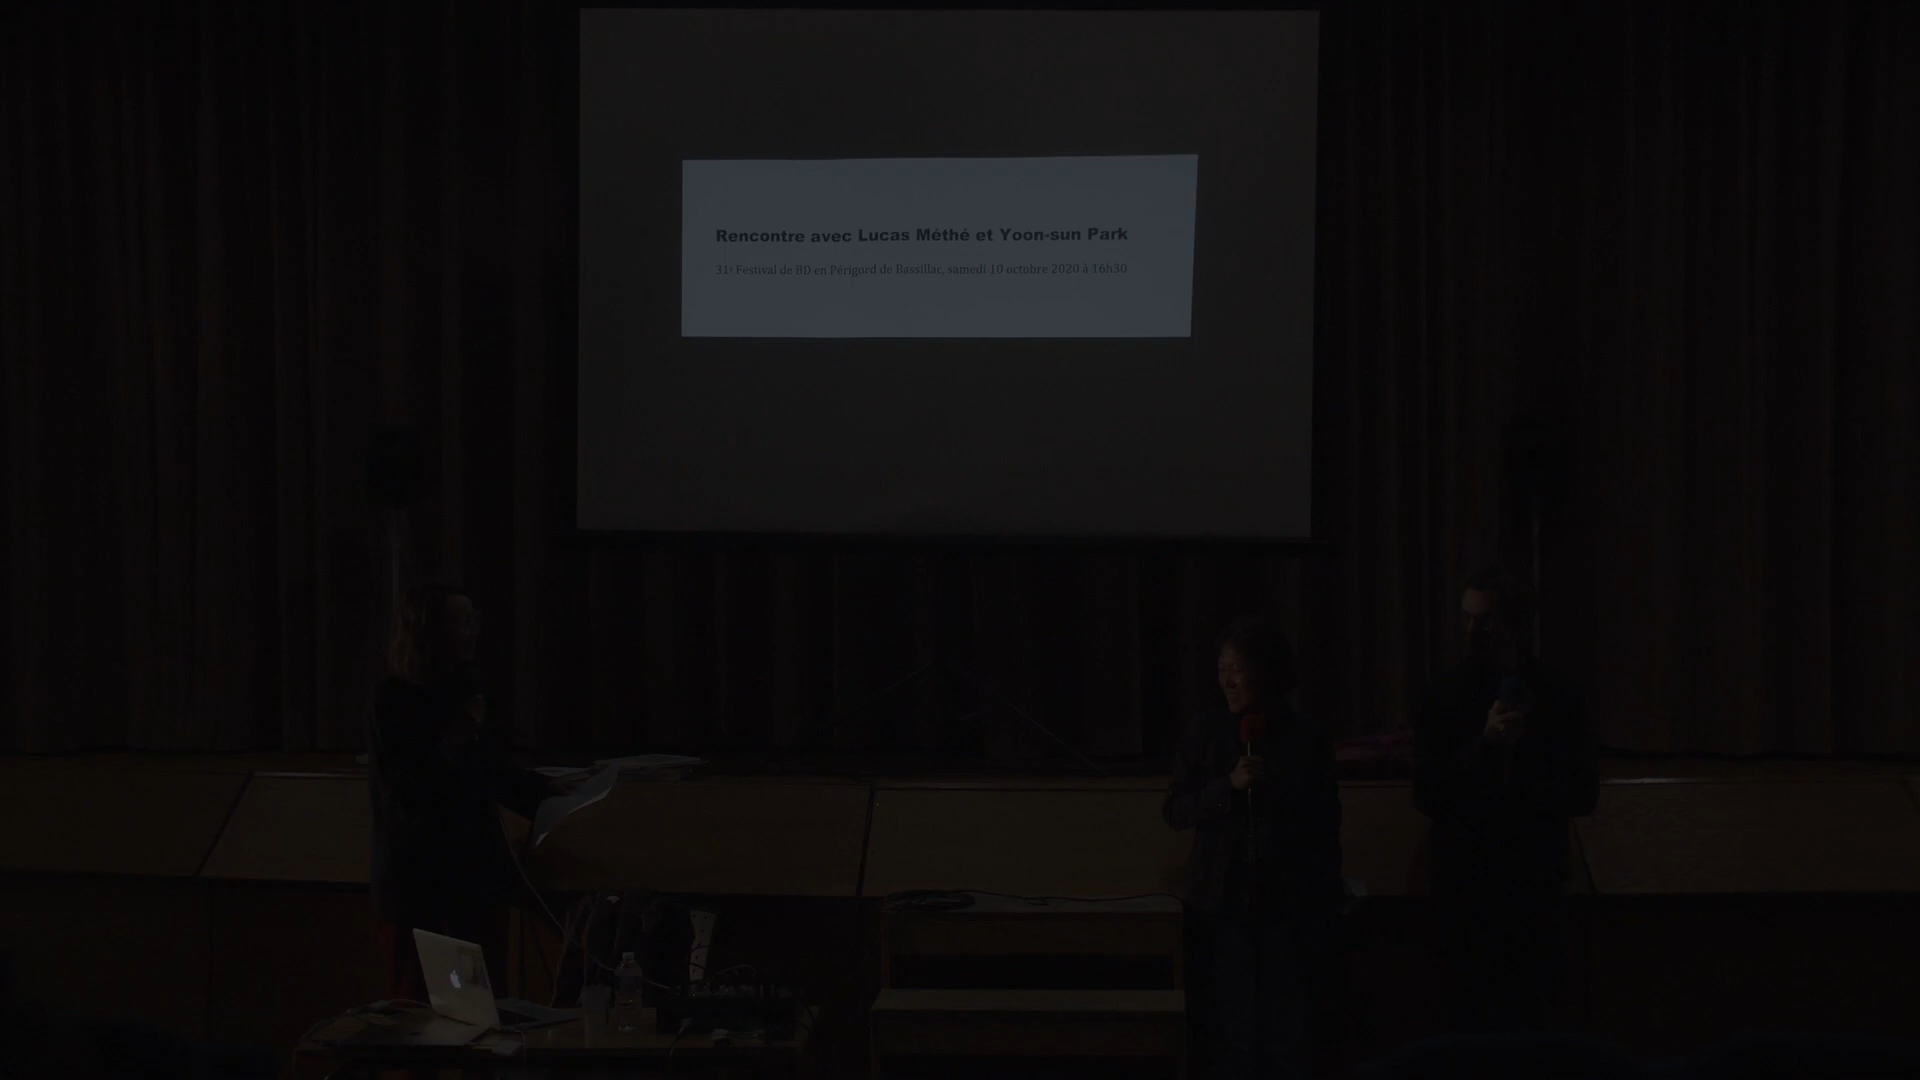 Rencontre avec Lucas Méthé et Yoon-sun Park
31e Festival de BD en Périgord de Bassillac, samedi 10 octobre 2020 à 16h30